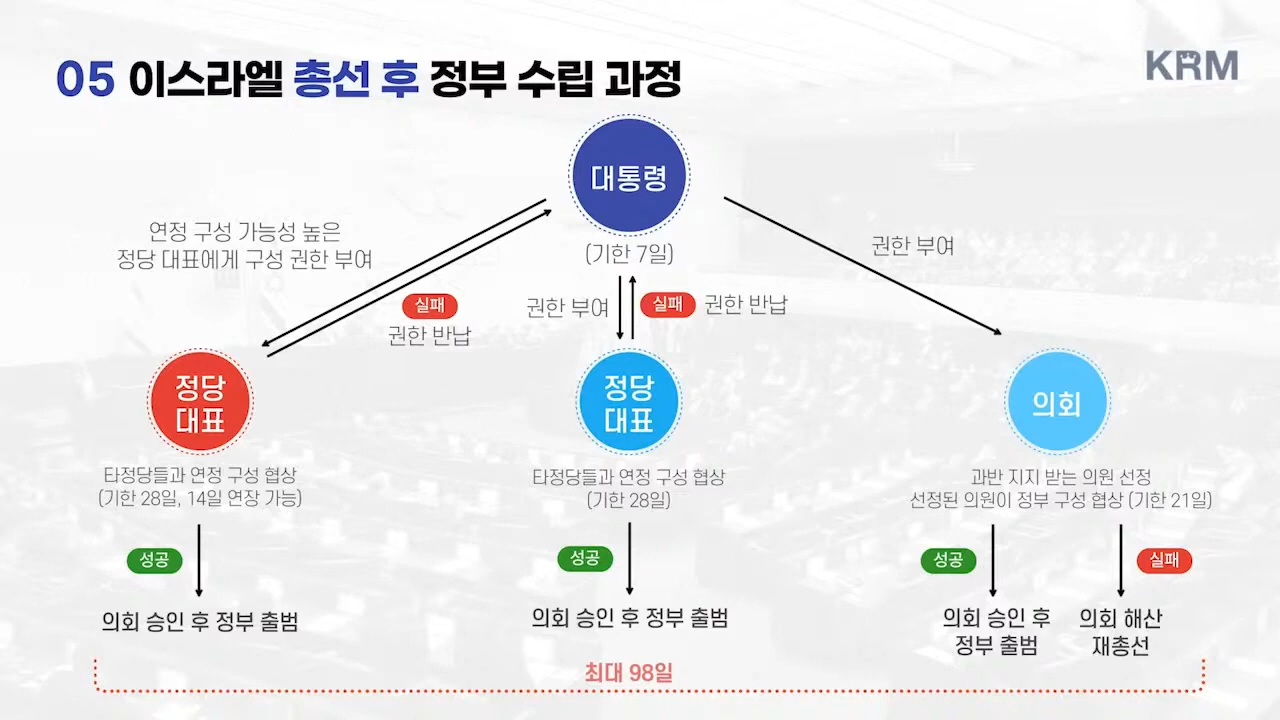 05 이스라엘 총선 후 정부 수립 과정
KRM
대통령
(기한 7일)
연정 구성 가능성 높은
정당 대표에게 구성 권한 부여
실패
권한 반납
권한 부여
실패 권한 반납
권한 부여
정당
대표
타정당들과 연정 구성 협상
(기한 28일, 14일 연장 가능)
성공
의회 승인 후 정부 출범
정당
대표
타정당들과 연정 구성 협상
(기한 28일)
성공
의회 승인 후 정부 출범
의회
과반 지지 받는 의원 선정
선정된 의원이 정부 구성 협상 (기한 21일)
성공
의회 승인 후
정부 출범
실패
의회 해산
재총선
최대 98일